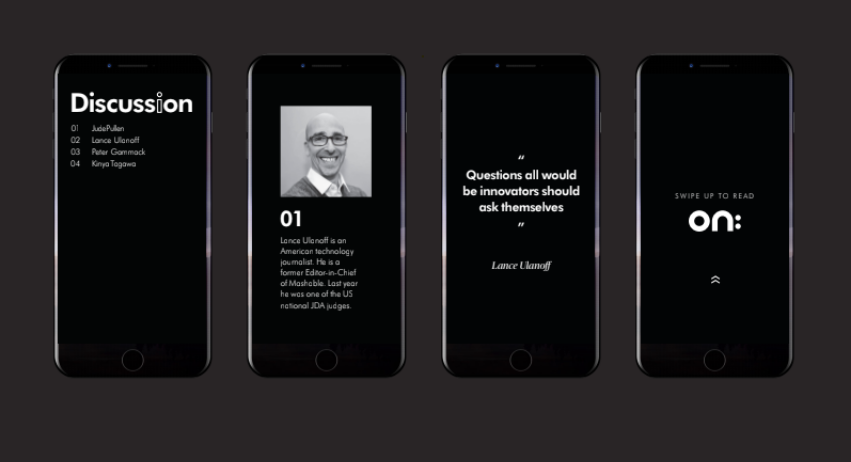 Discussion
01 JudePullen
02 Lance Ulanoff
03 Peter Gammack
04 Kinya Tagawa
01
Lance Ulanoff is an
American technology
journalist. He is a
former Editor-in-Chief
of Mashable. Last year
he was one of the US
national JDA judges.
“
Questions all would
be innovators should
ask themselves
”
Lance Ulanoff
SWIPE UP TO READ
on: